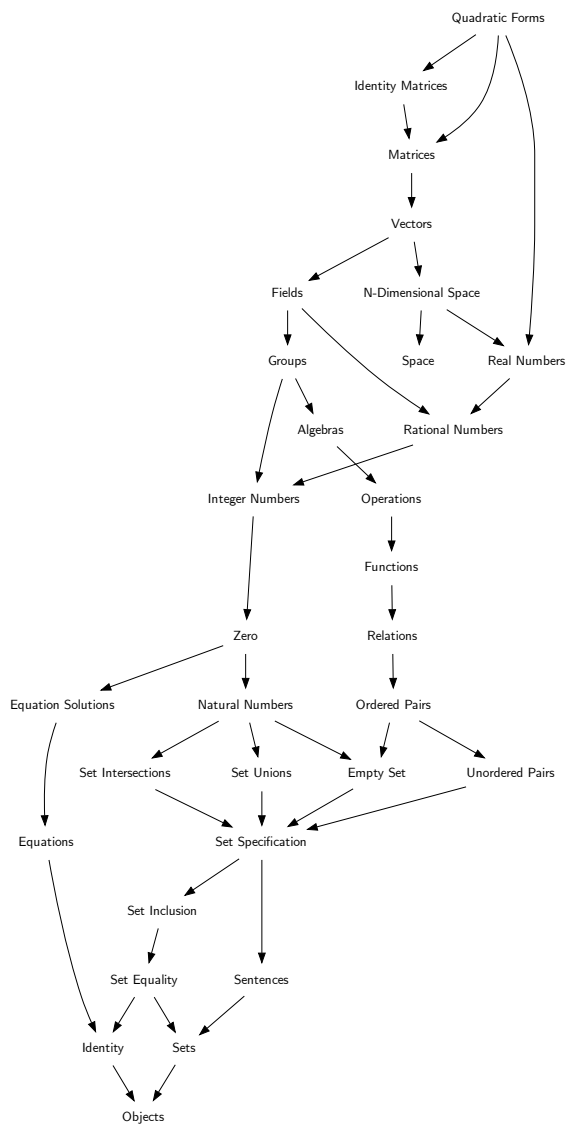 Quadratic Forms
Identity Matrices
Matrices
Vectors
Fields
N-Dimensional Space
Groups
Space
Real Numbers
Algebras
Rational Numbers
Integer Numbers
Operations
Functions
Zero
Relations
Equation Solutions
Natural Numbers
Ordered Pairs
Set Intersections
Set Unions
Empty Set
Unordered Pairs
Equations
Set Specification
Set Inclusion
Set Equality
Sentences
Identity
Sets
Objects